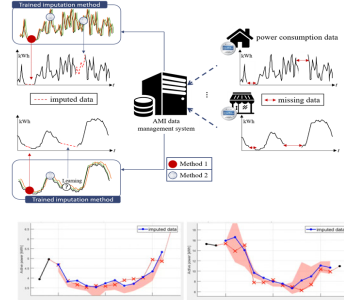 Trained imputation method
power consumption data
kWh
t
kWh
t
imputed data
AMI data
management system
missing data
kWh
t
kWh
t
Method 1
Method 2
Learning
?
Trained imputation method
imputed data
imputed data